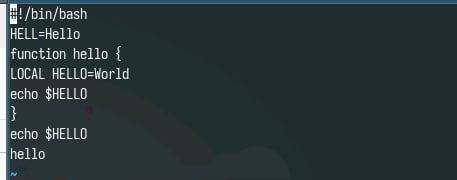 #!/bin/bash
HELL=Hello
function hello {
LOCAL HELLO=World
echo $HELLO
}
echo $HELLO
hello
~